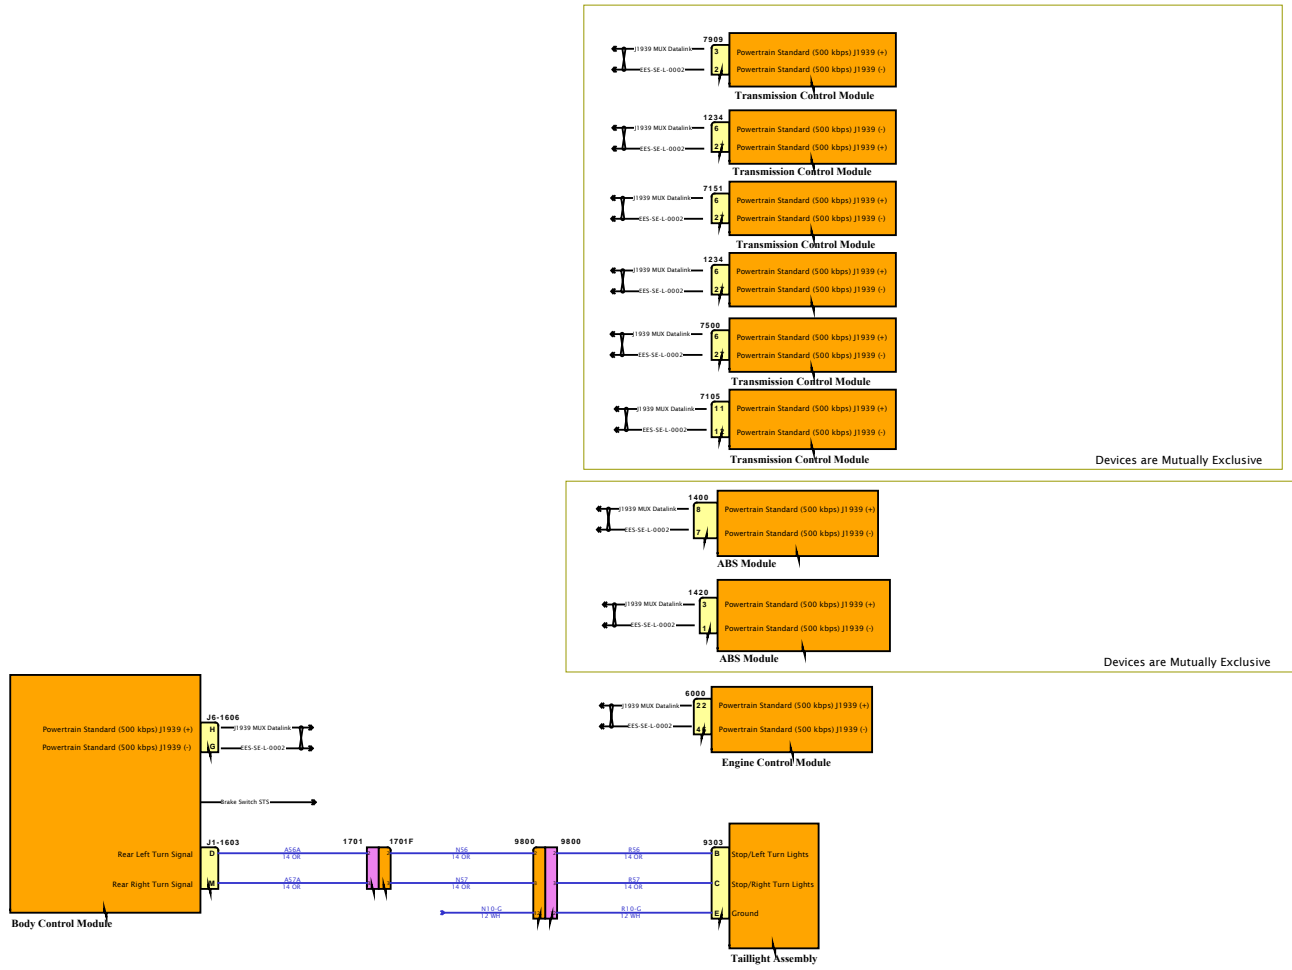 7909
J1939 MUX Datalink
3
Powertrain Standard (500 kbps) J1939 (+)
EES-SE-L-0002
2
Powertrain Standard (500 kbps) J1939 (-)
Transmission Control Module
1234
J1939 MUX Datalink
6
Powertrain Standard (500 kbps) J1939 (-)
EES-SE-L-0002
Powertrain Standard (500 kbps) J1939 (+)
Transmission Control Module
7151
J1939 MUX Datalink
6
Powertrain Standard (500 kbps) J1939 (+)
EES-SE-L-0002
Powertrain Standard (500 kbps) J1939 (-)
Transmission Control Module
1234
J1939 MUX Datalink
6
Powertrain Standard (500 kbps) J1939 (+)
EES-SE-L-0002
Powertrain Standard (500 kbps) J1939 (-)
7500
J1939 MUX Datalink
6
Powertrain Standard (500 kbps) J1939 (+)
EES-SE-L-0002
Powertrain Standard (500 kbps) J1939 (-)
Transmission Control Module
7105
J1939 MUX Datalink
11
Powertrain Standard (500 kbps) J1939 (+)
EES-SE-L-0002
Powertrain Standard (500 kbps) J1939 (-)
Transmission Control Module
Devices are Mutually Exclusive
1400
J1939 MUX Datalink
8
Powertrain Standard (500 kbps) J1939 (+)
EES-SE-L-0002
7
Powertrain Standard (500 kbps) J1939 (-)
ABS Module
1420
J1939 MUX Datalink
3
Powertrain Standard (500 kbps) J1939 (+)
EES-SE-L-0002
1
Powertrain Standard (500 kbps) J1939 (-)
ABS Module
Devices are Mutually Exclusive
6000
J1939 MUX Datalink
22
Powertrain Standard (500 kbps) J1939 (+)
EES-SE-L-0002
Powertrain Standard (500 kbps) J1939 (-)
Engine Control Module
J6-1606
Powertrain Standard (500 kbps) J1939 (+)
H
J1939 MUX Datalink
Powertrain Standard (500 kbps) J1939 (-)
G
EES-SE-L-0002
Brake Switch STS
J1-1603
1701
1701F
9800
9800
9303
Rear Left Turn Signal
D
A56A
14 OR
N56
14 OR
R56
14 OR
B
Stop/Left Turn Lights
Rear Right Turn Signal
M
A57A
14 OR
N57
14 OR
R57
14 OR
C
Stop/Right Turn Lights
N10-G
12 WH
R10-G
12 WH
E
Ground
Body Control Module
Taillight Assembly